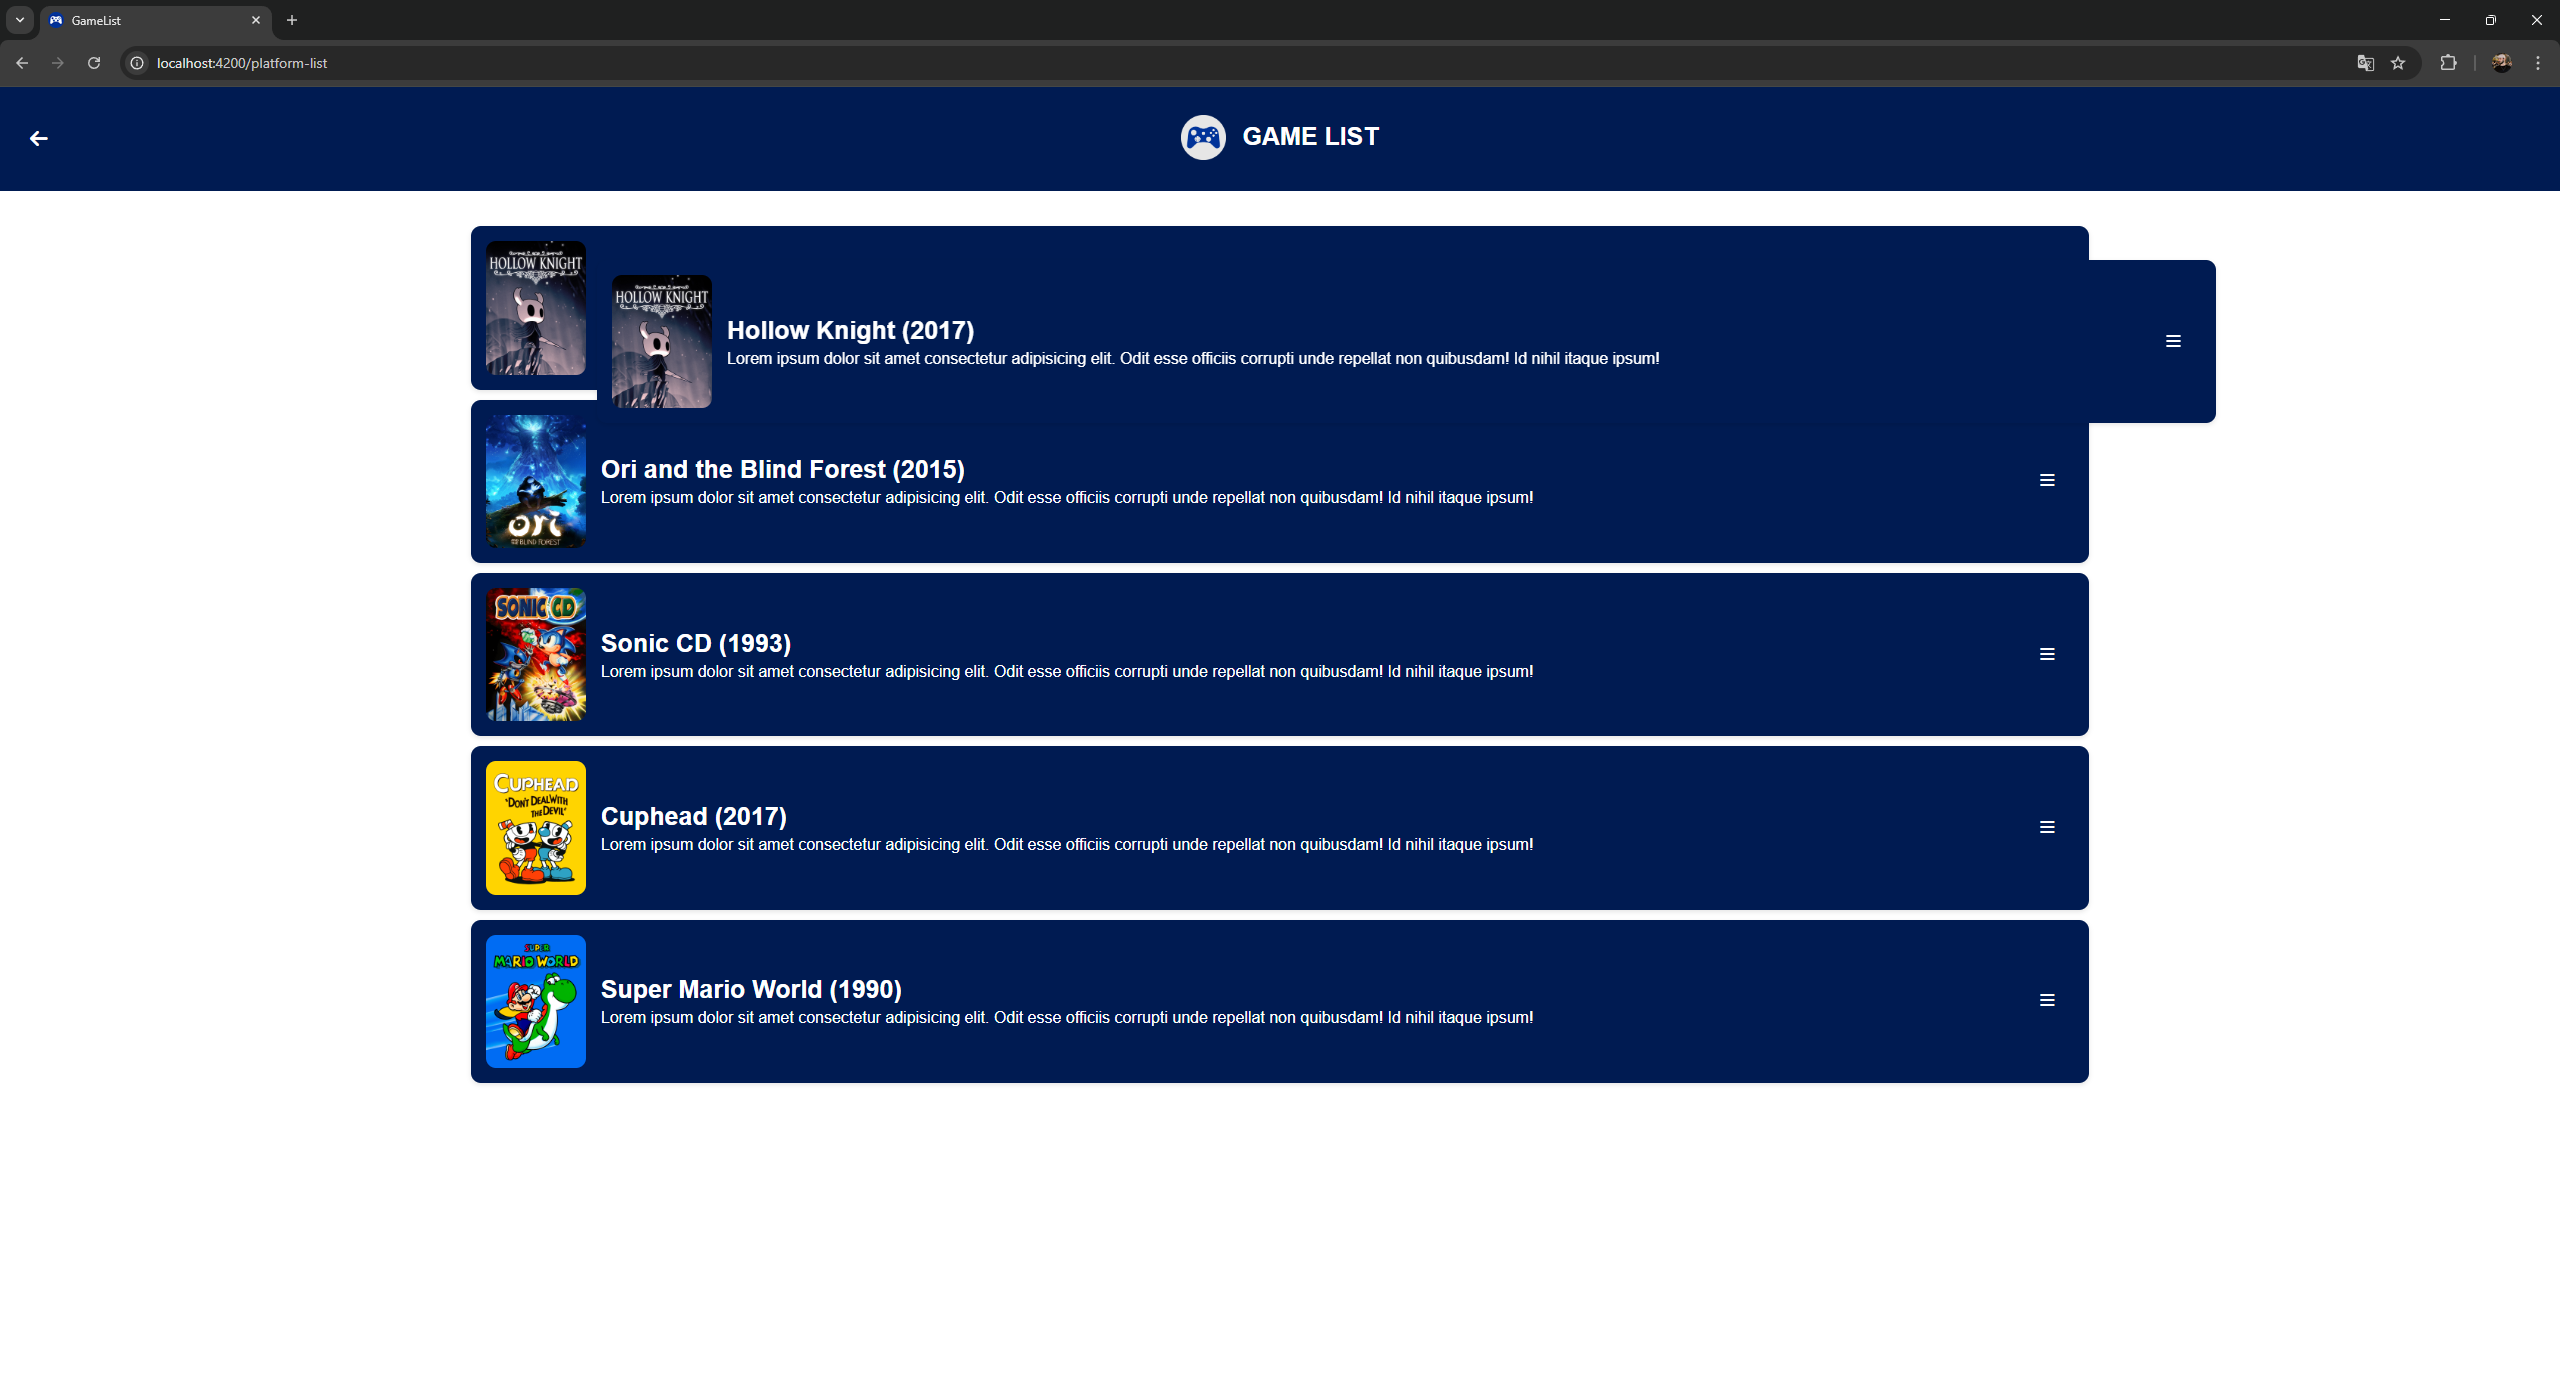 GameList
localhost:4200/platform-list
GAME LIST
HOLLOW KNIGHT
HOLLOW KNIGHT
Hollow Knight (2017)
Lorem ipsum dolor sit amet consectetur adipisicing elit. Odit esse officiis corrupti unde repellat non quibusdam! Id nihil itaque ipsum!
ori
AND THE BLIND FOREST
Ori and the Blind Forest (2015)
Lorem ipsum dolor sit amet consectetur adipisicing elit. Odit esse officiis corrupti unde repellat non quibusdam! Id nihil itaque ipsum!
SONIC CD
Sonic CD (1993)
Lorem ipsum dolor sit amet consectetur adipisicing elit. Odit esse officiis corrupti unde repellat non quibusdam! Id nihil itaque ipsum!
CUPHEAD
"DON'T DEAL WITH
THE DEVIL"
Cuphead (2017)
Lorem ipsum dolor sit amet consectetur adipisicing elit. Odit esse officiis corrupti unde repellat non quibusdam! Id nihil itaque ipsum!
SUPER
MARIO WORLD
Super Mario World (1990)
Lorem ipsum dolor sit amet consectetur adipisicing elit. Odit esse officiis corrupti unde repellat non quibusdam! Id nihil itaque ipsum!